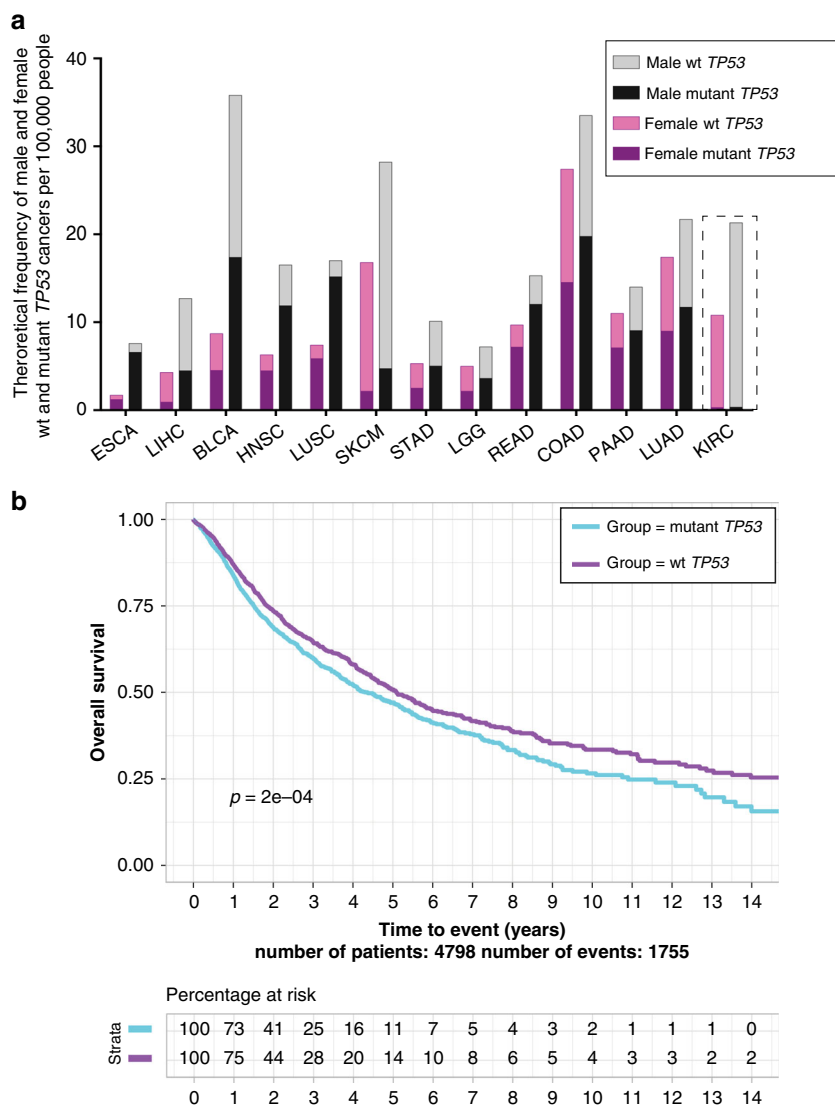 a
Theroretical frequency of male and female
wt and mutant TP53 cancers per 100,000 people
40
30
20
10
0
Male wt TP53
Male mutant TP53
Female wt TP53
Female mutant TP53
ESCA LIHC BLCA HNSC LUSC SKCM STAD LGG READ COAD PAAD LUAD KIRC
b
Overall survival
1.00
0.75
0.50
0.25
0.00
Group = mutant TP53
Group = wt TP53
p = 2e–04
0 1 2 3 4 5 6 7 8 9 10 11 12 13 14
Time to event (years)
number of patients: 4798 number of events: 1755
Percentage at risk
Strata
100 73 41 25 16 11 7 5 4 3 2 1 1 1 0
100 75 44 28 20 14 10 8 6 5 4 3 3 2 2
0 1 2 3 4 5 6 7 8 9 10 11 12 13 14